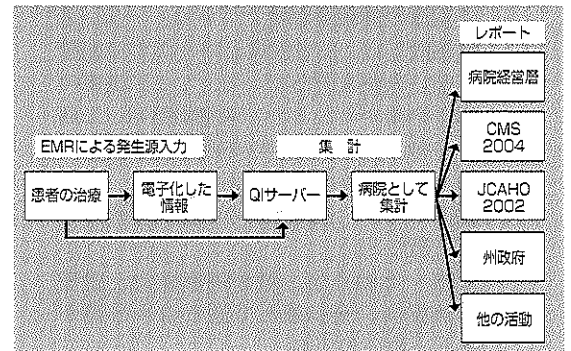 レポート
病院経営層
EMRによる発生源入力
集 計
CMS
2004
患者の治療
電子化した
情報
QIサーバー
病院として
集計
JCAHO
2002
州政府
他の活動